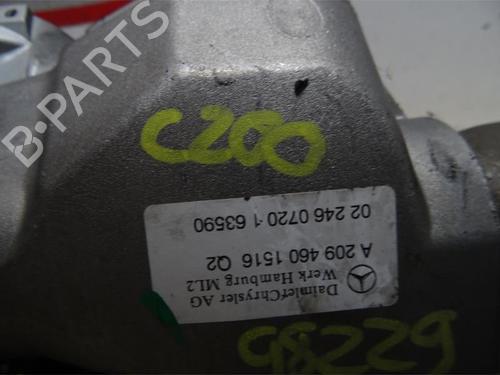 B-PARTS
C200
DaimlerChrysler AG
Werk Hamburg ML2
A 209 460 1516 Q2
02 246 0720 1 63590